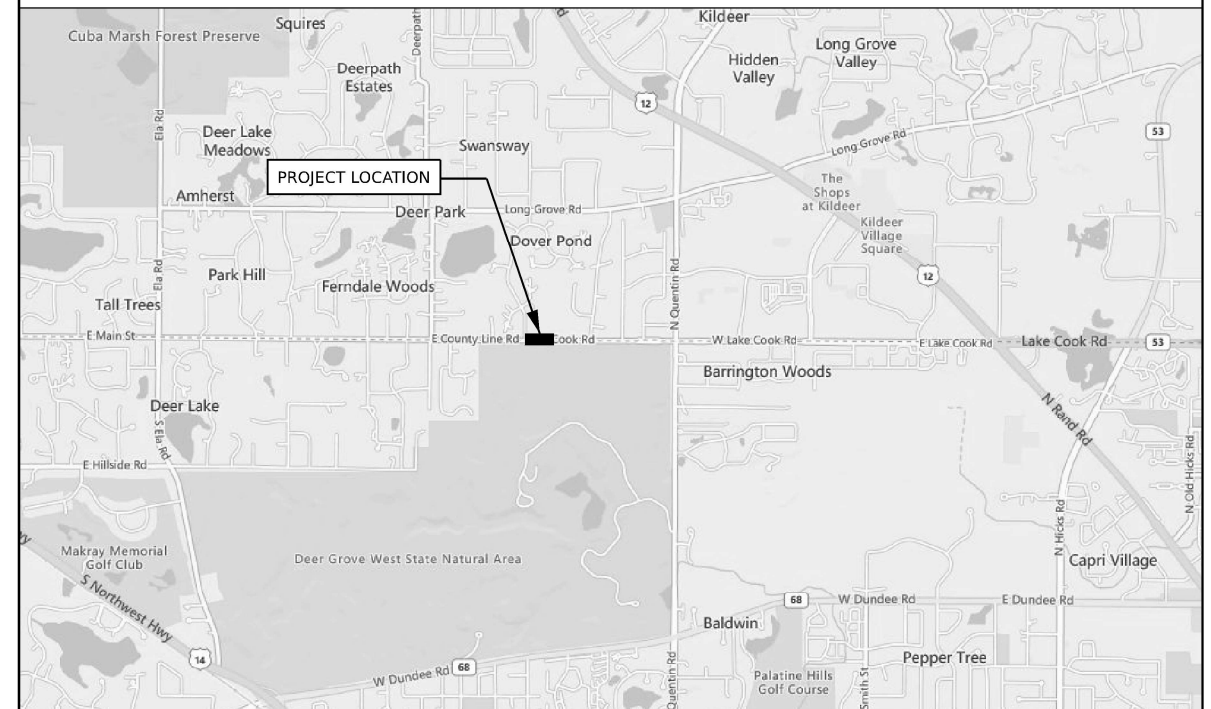 Squires
Deerpath
Kildeer
Cuba Marsh Forest Preserve
Long Grove
Valley
Hidden
Valley
Deerpath
Estates
12
Ela Rd
53
Deer Lake
Meadows
Swansway
Long Grove Rd
PROJECT LOCATION
The
Shops
at Kildeer
Amherst
Deer Park
Long Grove Rd
Kildeer
Village
Square
Dover Pond
Ela Rd
Park Hill
Ferndale Woods
N Quentin Rd
12
Tall Trees
E Main St
E County Line Rd
Cook Rd
W Lake Cook Rd
E Lake Cook Rd
Lake Cook Rd
53
Barrington Woods
Deer Lake
S Ela Rd
N Rand Rd
E Hillside Rd
N Old Hicks Rd
N Hicks Rd
Makray Memorial
Golf Club
Deer Grove West State Natural Area
Capri Village
S Northwest Hwy
68
W Dundee Rd
E Dundee Rd
Baldwin
14
W Dundee Rd
68
Quentin Rd
Pepper Tree
Palatine Hills
Golf Course
Smith St